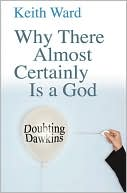 Keith Ward
Why There
Almost
Certainly
Is a God
Doubting
Dawkins